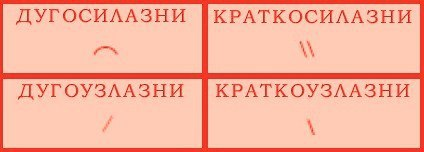 ДУГОСИЛАЗНИ КРАТКОСИЛАЗНИ
⌒ \\
ДУГОУЗЛАЗНИ КРАТКОУЗЛАЗНИ
/ \